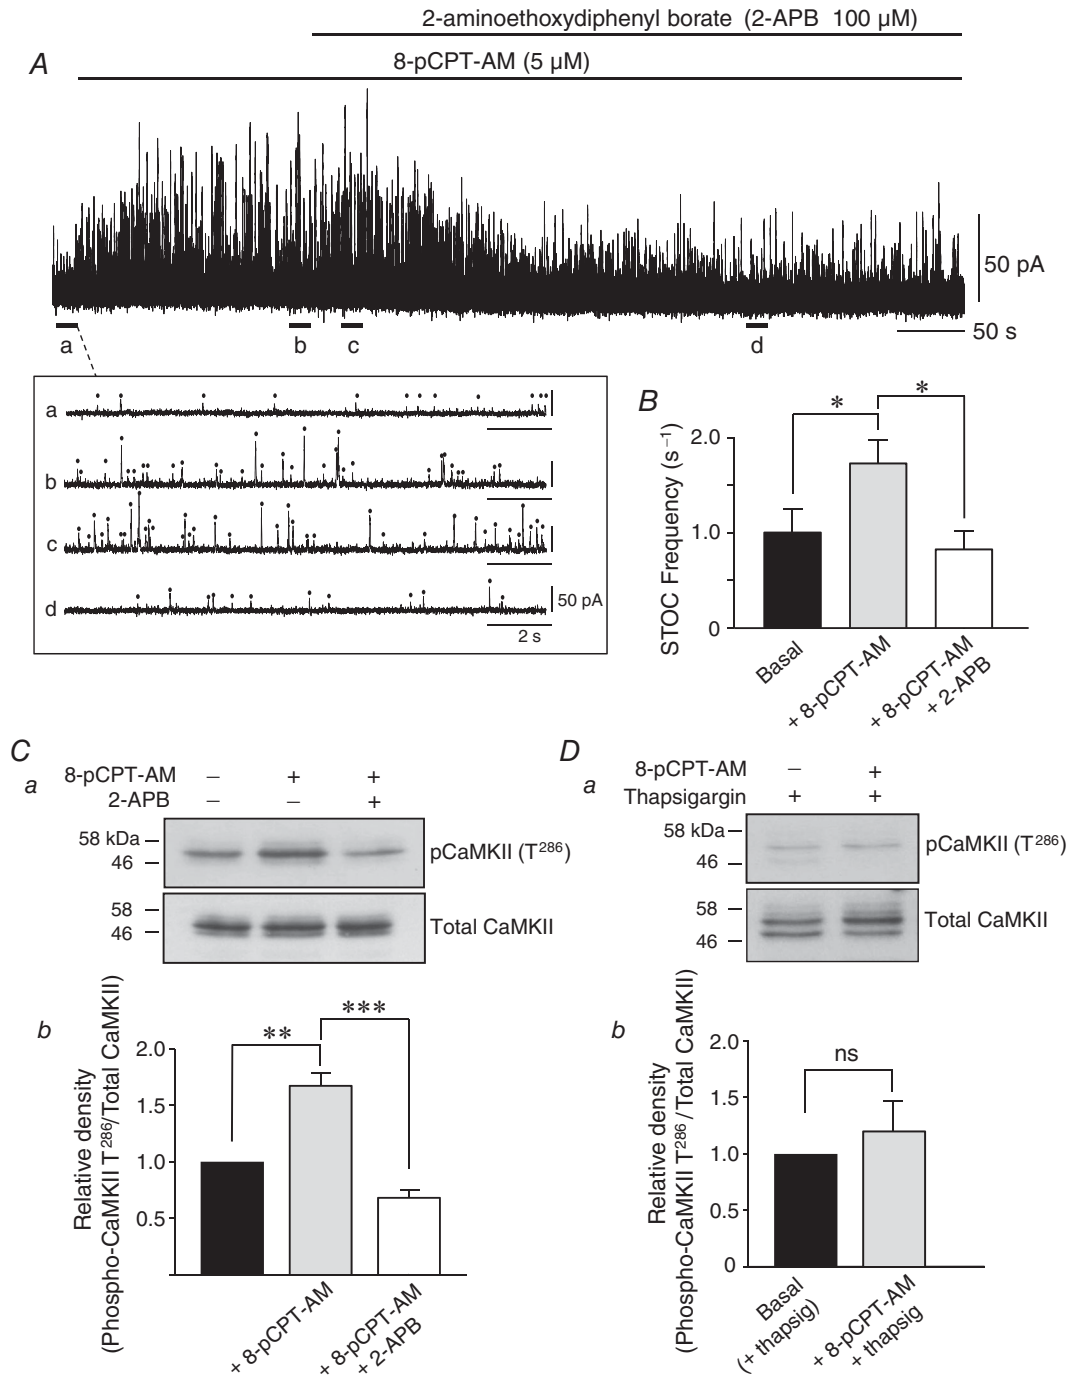 2-aminoethoxydiphenyl borate (2-APB 100 µM)
A
8-pCPT-AM (5 µM)
50 pA
50 s
a
b
c
d
a
b
c
d
50 pA
2 s
B
STOC Frequency (s⁻¹)
2.0
1.0
0
*
*
Basal
+ 8-pCPT-AM
+ 8-pCPT-AM
+ 2-APB
C
a
8-pCPT-AM – + +
2-APB – – +
58 kDa
46
pCaMKII (T²⁸⁶)
58
46
Total CaMKII
b
Relative density
(Phospho-CaMKII T²⁸⁶/Total CaMKII)
2.0
1.5
1.0
0.5
**
***
+ 8-pCPT-AM
+ 8-pCPT-AM
+ 2-APB
D
a
8-pCPT-AM – +
Thapsigargin + +
58 kDa
46
pCaMKII (T²⁸⁶)
58
46
Total CaMKII
b
Relative density
(Phospho-CaMKII T²⁸⁶/Total CaMKII)
2.0
1.5
1.0
0.5
0
ns
Basal
(+ thapsig)
+ 8-pCPT-AM
+ thapsig